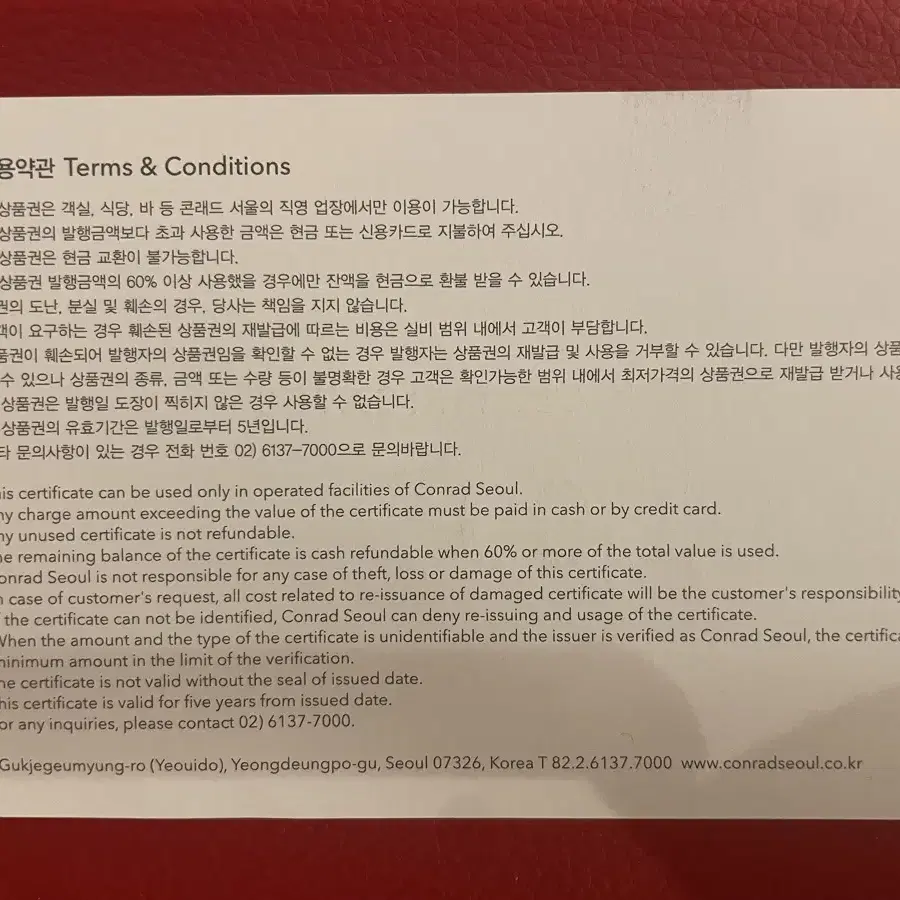 용약관 Terms & Conditions
상품권은 객실, 식당, 바 등 콘래드 서울의 직영 업장에서만 이용이 가능합니다.
상품권의 발행금액보다 초과 사용한 금액은 현금 또는 신용카드로 지불하여 주십시오.
상품권은 현금 교환이 불가능합니다.
상품권 발행금액의 60% 이상 사용했을 경우에만 잔액을 현금으로 환불 받을 수 있습니다.
권의 도난, 분실 및 훼손의 경우, 당사는 책임을 지지 않습니다.
객이 요구하는 경우 훼손된 상품권의 재발급에 따르는 비용은 실비 범위 내에서 고객이 부담합니다.
품권이 훼손되어 발행자의 상품권임을 확인할 수 없는 경우 발행자는 상품권의 재발급 및 사용을 거부할 수 있습니다. 다만 발행자의 상품
수 있으나 상품권의 종류, 금액 또는 수량 등이 불명확한 경우 고객은 확인가능한 범위 내에서 최저가격의 상품권으로 재발급 받거나 사용
상품권은 발행일 도장이 찍히지 않은 경우 사용할 수 없습니다.
상품권의 유효기간은 발행일로부터 5년입니다.
타 문의사항이 있는 경우 전화 번호 02) 6137-7000으로 문의바랍니다.
is certificate can be used only in operated facilities of Conrad Seoul.
ny charge amount exceeding the value of the certificate must be paid in cash or by credit card.
ny unused certificate is not refundable.
he remaining balance of the certificate is cash refundable when 60% or more of the total value is used.
onrad Seoul is not responsible for any case of theft, loss or damage of this certificate.
n case of customer's request, all cost related to re-issuance of damaged certificate will be the customer's responsibility
f the certificate can not be identified, Conrad Seoul can deny re-issuing and usage of the certificate.
When the amount and the type of the certificate is unidentifiable and the issuer is verified as Conrad Seoul, the certifica
minimum amount in the limit of the verification.
he certificate is not valid without the seal of issued date.
his certificate is valid for five years from issued date.
or any inquiries, please contact 02) 6137-7000.
Gukjegeumyung-ro (Yeouido), Yeongdeungpo-gu, Seoul 07326, Korea T 82.2.6137.7000 www.conradseoul.co.kr